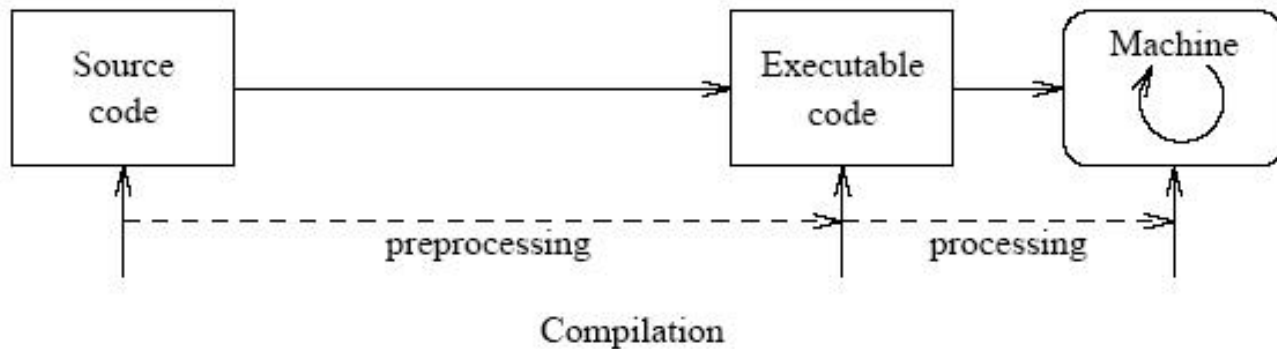 Source
code
Executable
code
Machine
preprocessing
processing
Compilation